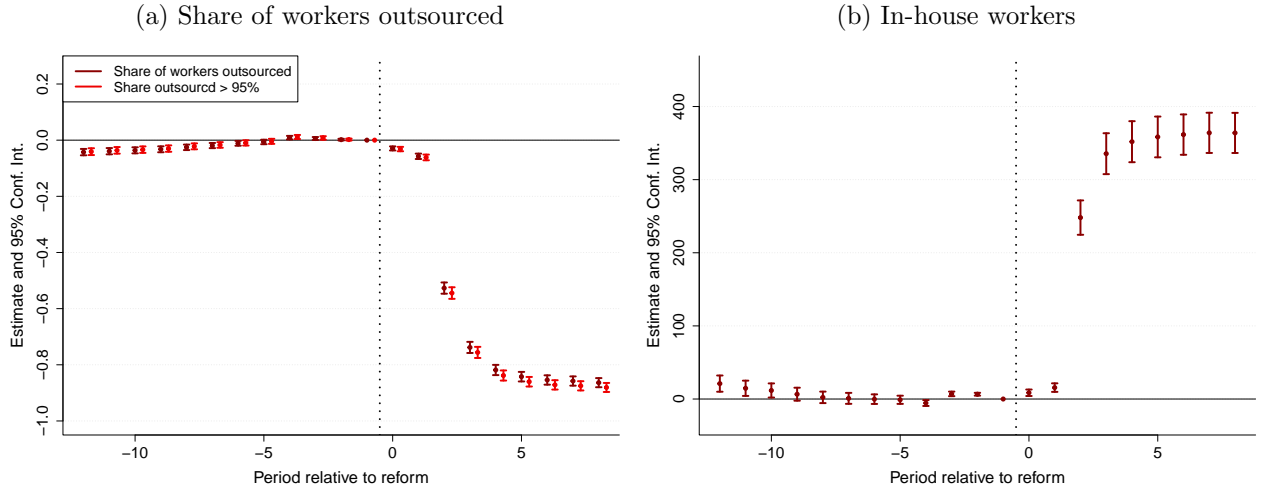 (a) Share of workers outsourced
Share of workers outsourced
Share outsourcd > 95%
Estimate and 95% Conf. Int.
0.2
0.0
−0.2
−0.4
−0.6
−0.8
−1.0
−10
−5
0
5
Period relative to reform
(b) In-house workers
Estimate and 95% Conf. Int.
400
300
200
100
0
−10
−5
0
5
Period relative to reform